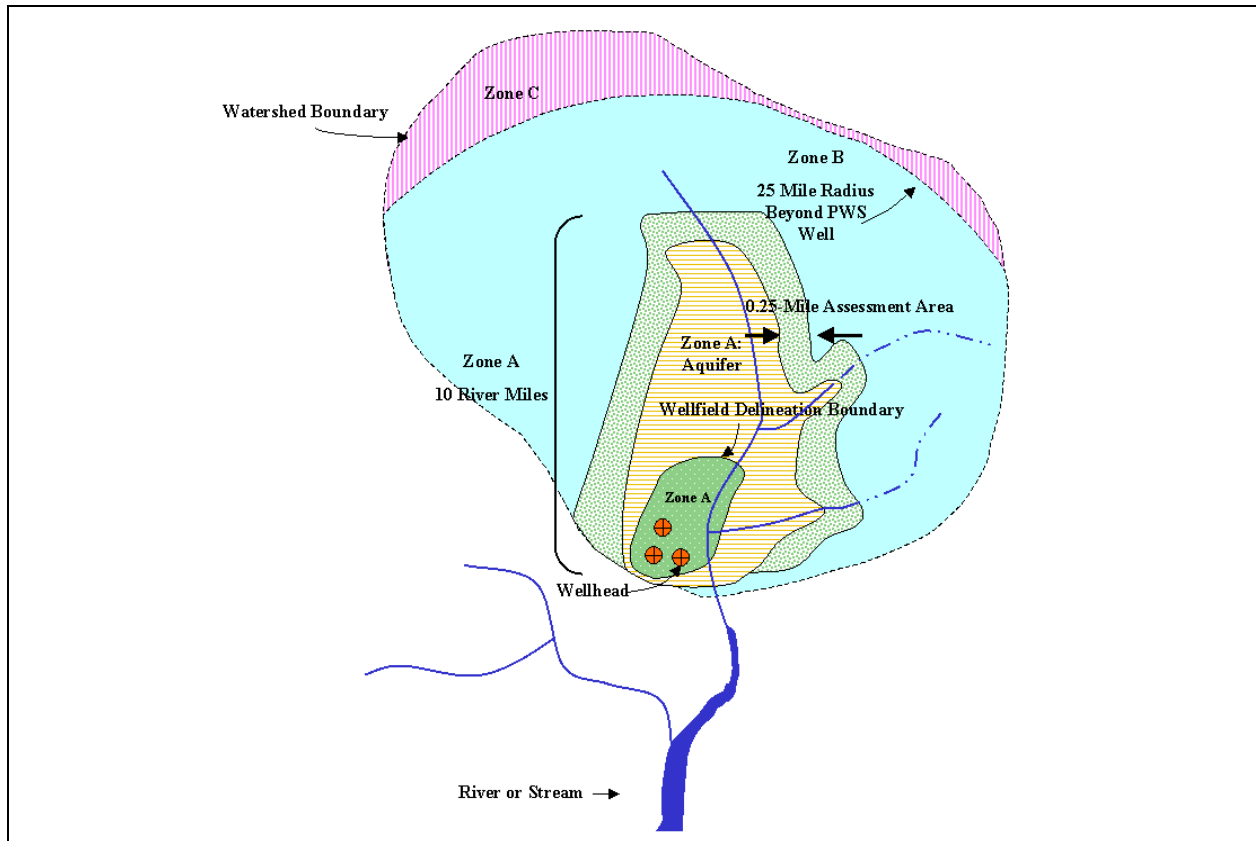 Zone C
Watershed Boundary
Zone B
25 Mile Radius
Beyond PWS
Well
0.25-Mile Assessment Area
Zone A:
Aquifer
Zone A
10 River Miles
Wellfield Delineation Boundary
Zone A
Wellhead
River or Stream